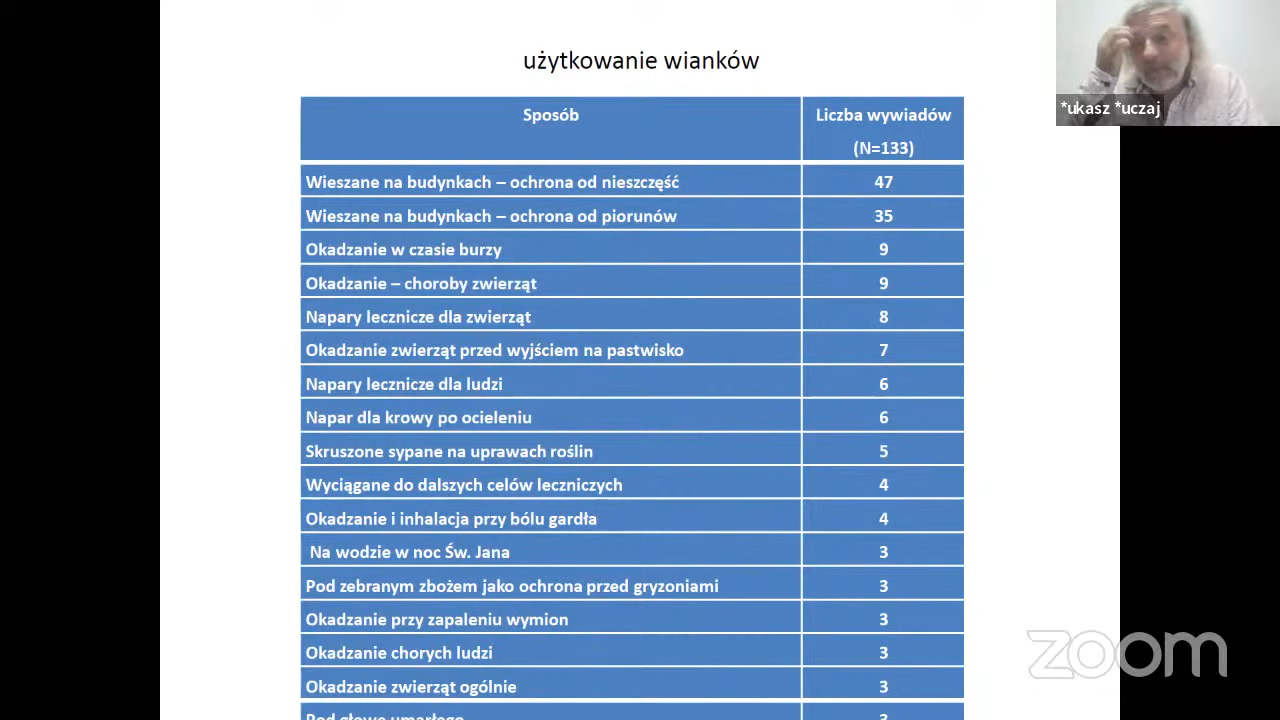 użytkowanie wianków
*ukasz *uczaj
Sposób
Liczba wywiadów
(N=133)
Wieszane na budynkach – ochrona od nieszczęść 47
Wieszane na budynkach – ochrona od piorunów 35
Okadzanie w czasie burzy 9
Okadzanie – choroby zwierząt 9
Napary lecznicze dla zwierząt 8
Okadzanie zwierząt przed wyjściem na pastwisko 7
Napary lecznicze dla ludzi 6
Napar dla krowy po ocieleniu 6
Skruszone sypane na uprawach roślin 5
Wyciągane do dalszych celów leczniczych 4
Okadzanie i inhalacja przy bólu gardła 4
Na wodzie w noc Św. Jana 3
Pod zebranym zbożem jako ochrona przed gryzoniami 3
Okadzanie przy zapaleniu wymion 3
Okadzanie chorych ludzi 3
Okadzanie zwierząt ogólnie 3
Pod głowę umarłego 3
zoom